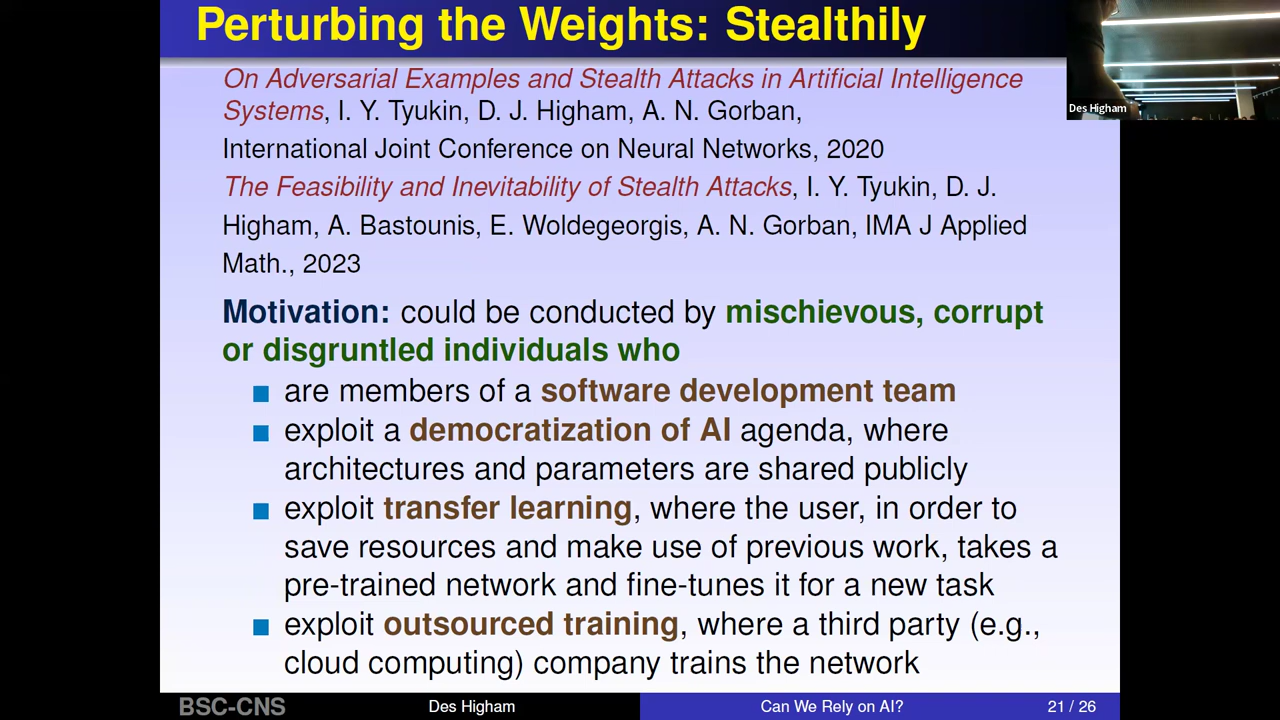 Perturbing the Weights: Stealthily
Des Higham
On Adversarial Examples and Stealth Attacks in Artificial Intelligence
Systems, I. Y. Tyukin, D. J. Higham, A. N. Gorban,
International Joint Conference on Neural Networks, 2020
The Feasibility and Inevitability of Stealth Attacks, I. Y. Tyukin, D. J.
Higham, A. Bastounis, E. Woldegeorgis, A. N. Gorban, IMA J Applied
Math., 2023
Motivation: could be conducted by mischievous, corrupt
or disgruntled individuals who
are members of a software development team
exploit a democratization of AI agenda, where
architectures and parameters are shared publicly
exploit transfer learning, where the user, in order to
save resources and make use of previous work, takes a
pre-trained network and fine-tunes it for a new task
exploit outsourced training, where a third party (e.g.,
cloud computing) company trains the network
BSC-CNS Des Higham Can We Rely on AI? 21 / 26